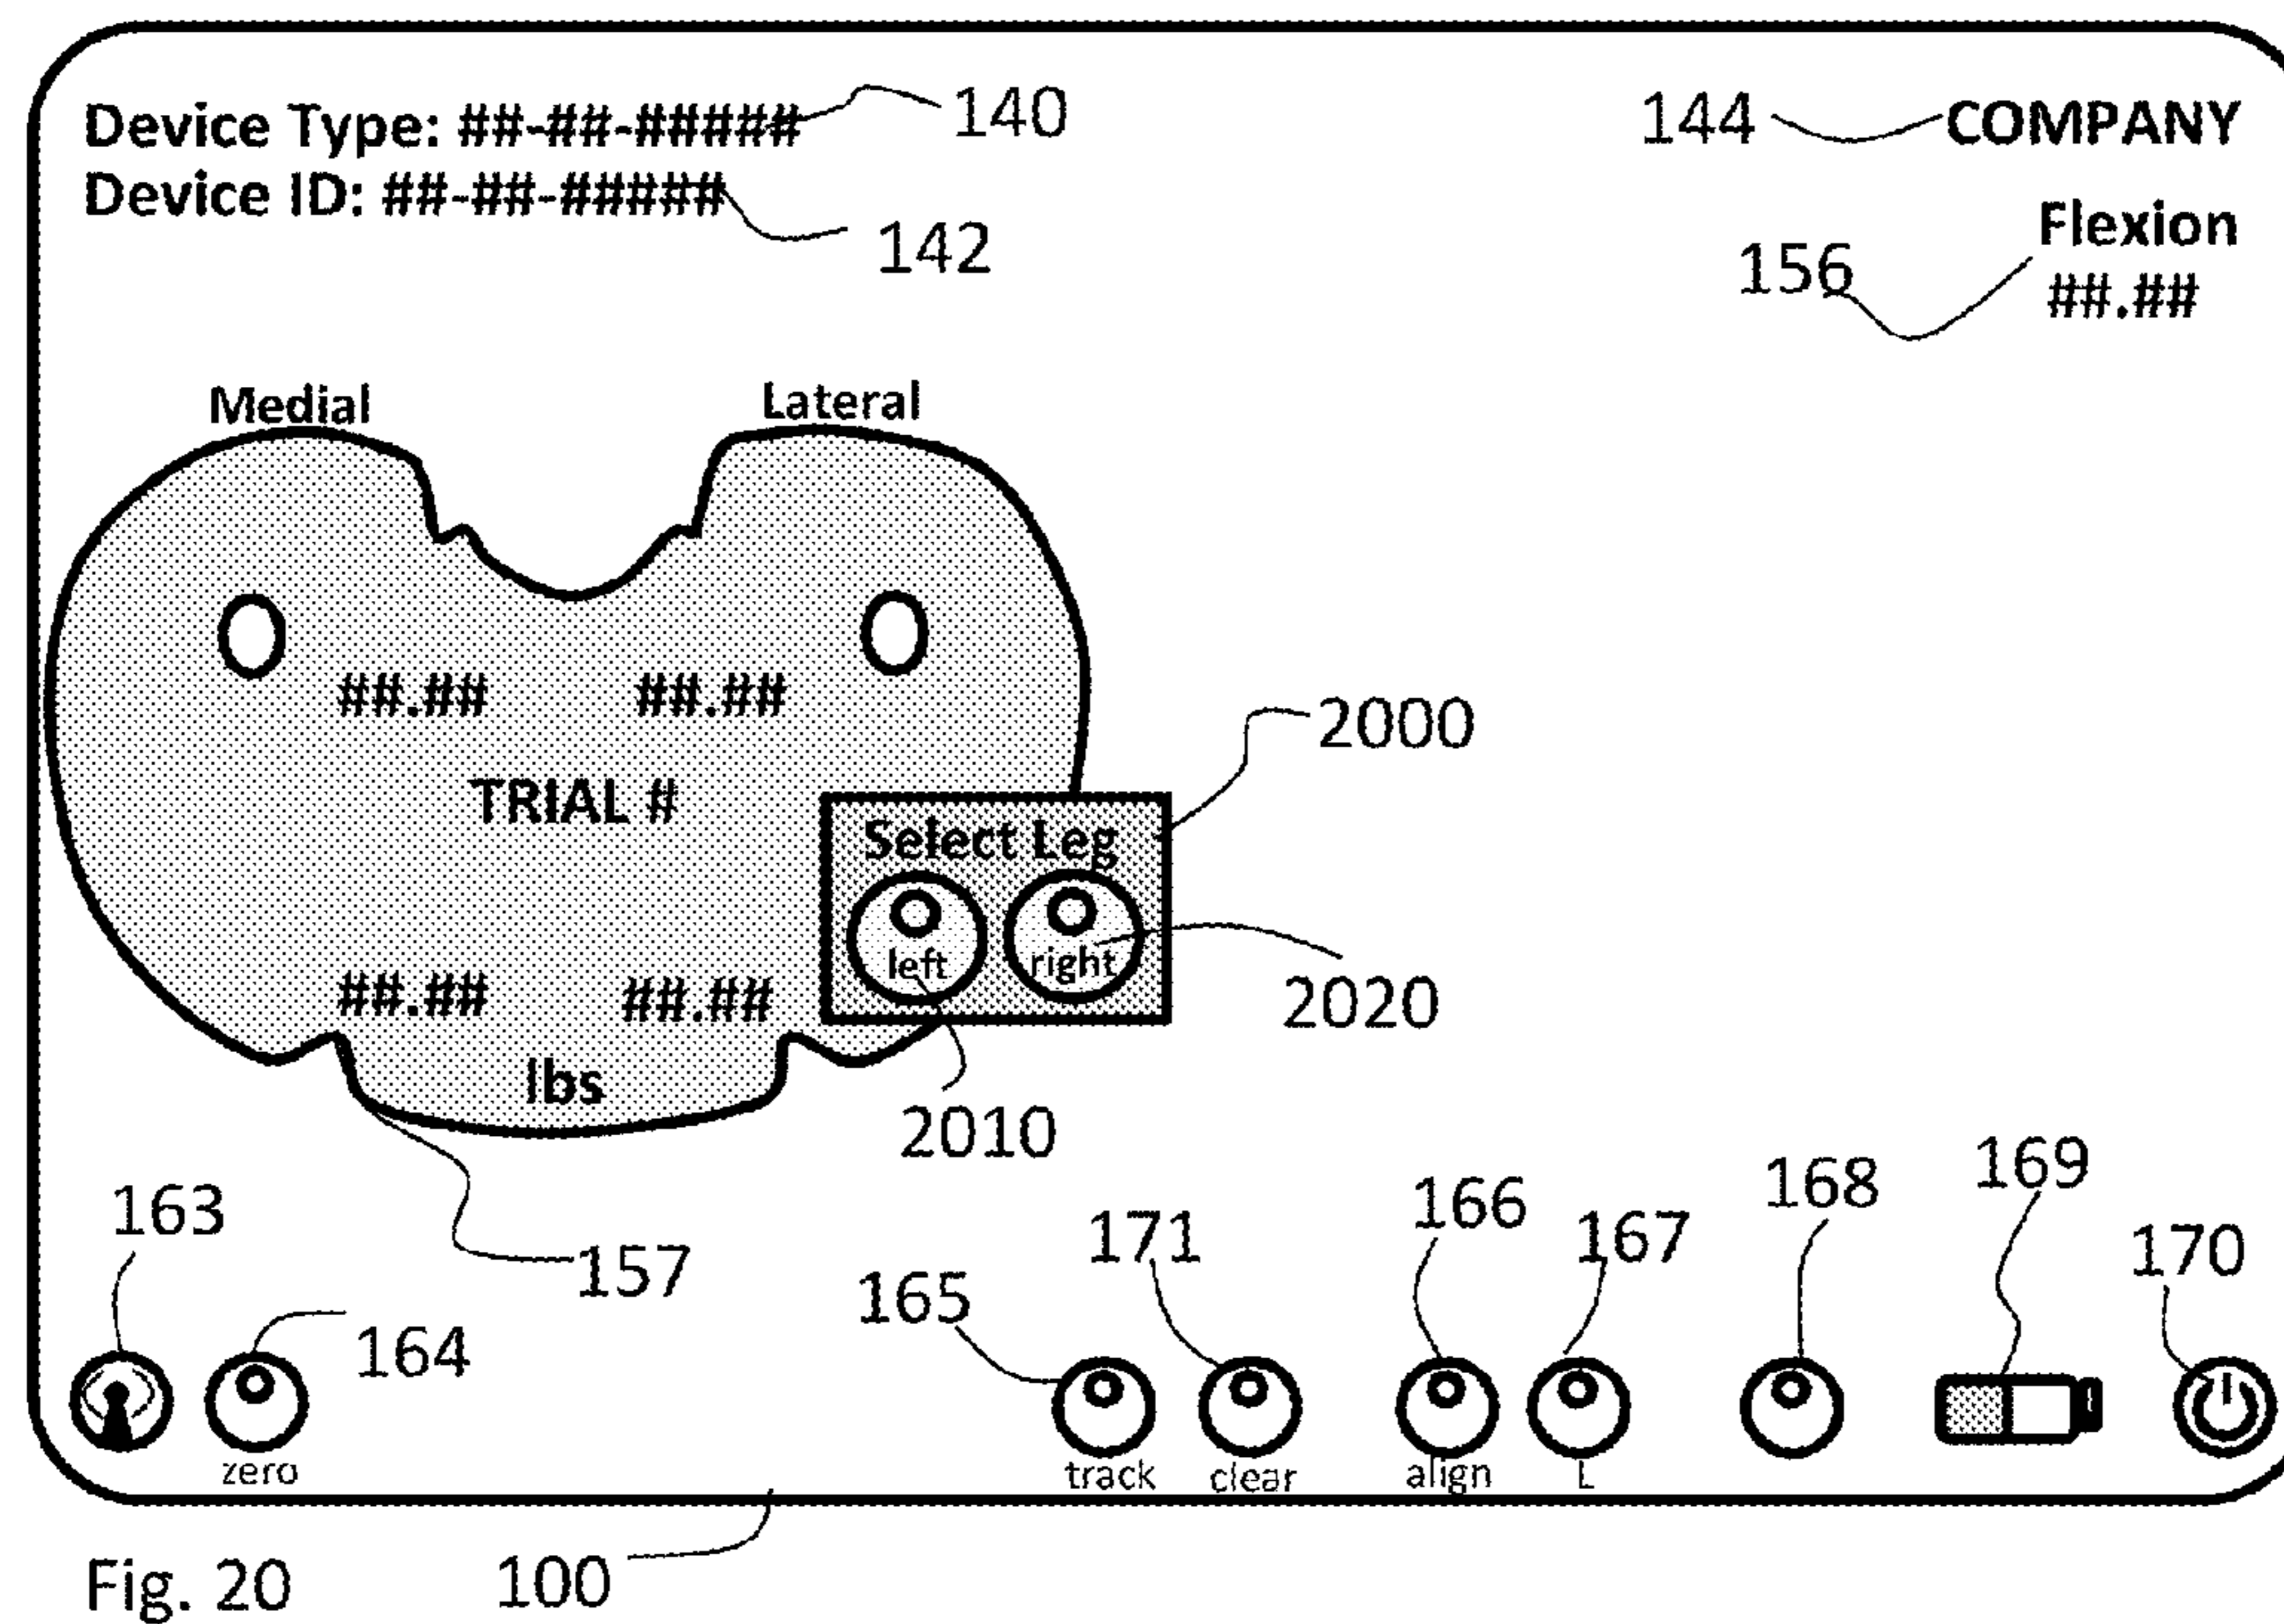 Device Type: ##-##-#####
140
144
COMPANY
Device ID: ##-##-#####
142
Flexion
156
##.##
Medial
Lateral
##.##
##.##
2000
TRIAL #
Select Leg
left
right
2020
##.##
##.##
lbs
2010
163
157
164
165
171
166
167
168
169
170
zero
track
clear
align
L
Fig. 20
100